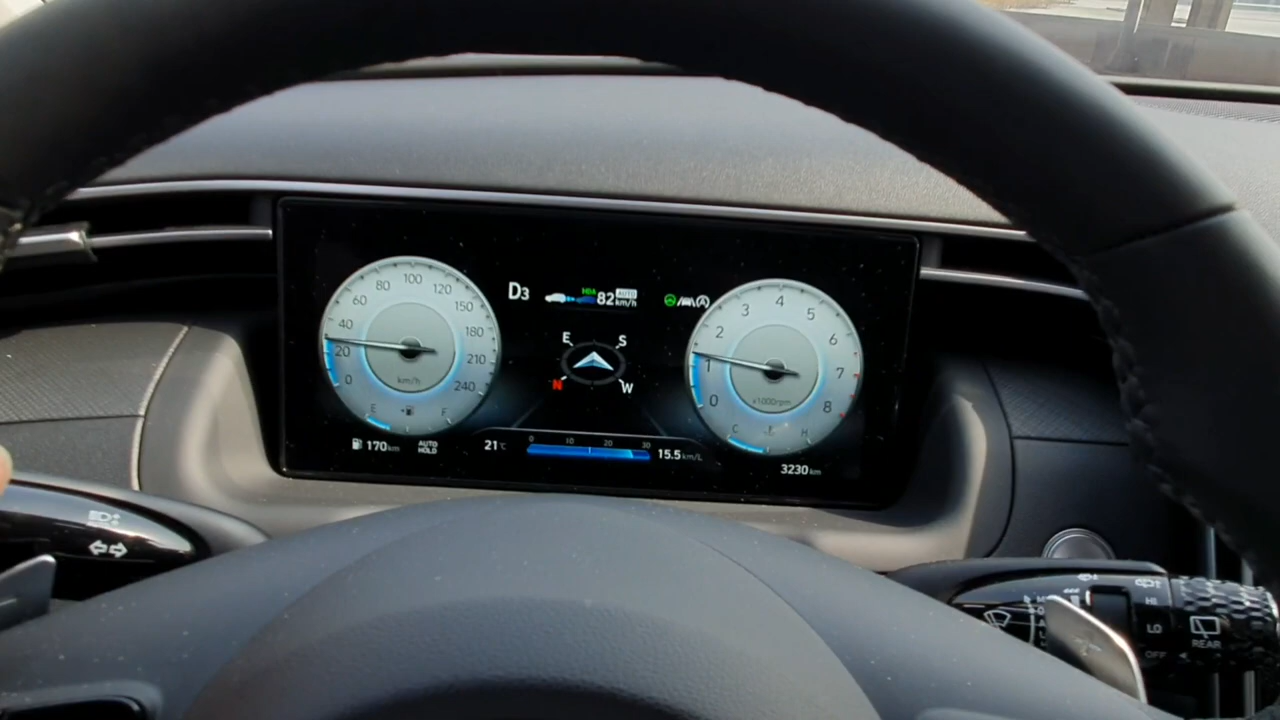 D3
HDA
82
AUTO
km/h
0
20
40
60
80
100
120
150
180
210
240
km/h
E
F
170km
AUTO
HOLD
E
S
N
W
21℃
0 10 20 30
15.5km/L
0
1
2
3
4
5
6
7
8
x1000rpm
C
H
3230km
HI
LO
OFF
REAR